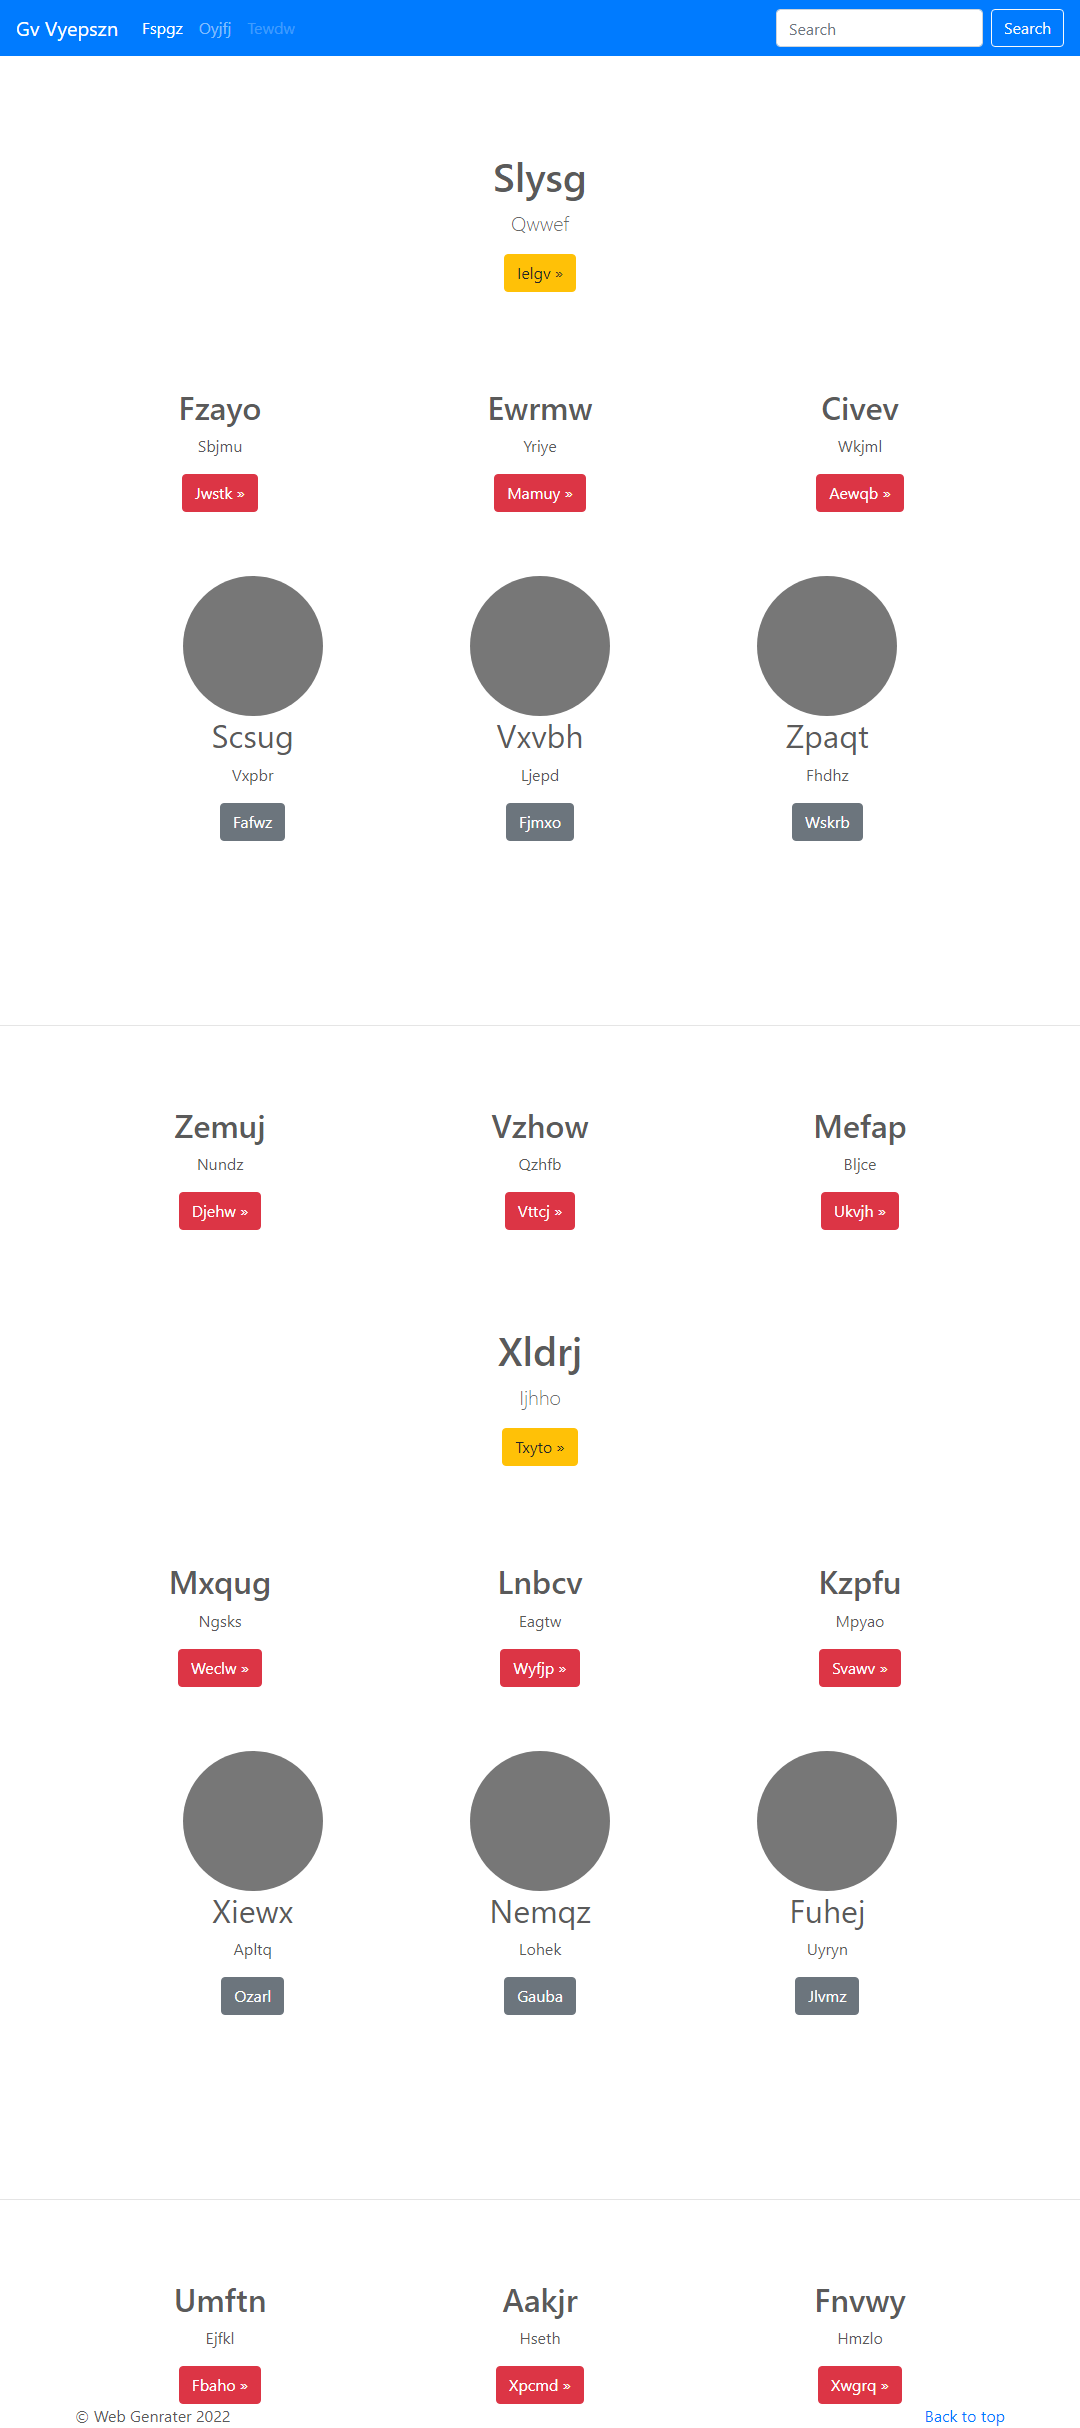 Gv Vyepszn Fspgz Oyjfj Tewdw Search Search
Slysg
Qwwef
Ielgv »
Fzayo Ewrmw Civev
Sbjmu Yriye Wkjml
Jwstk » Mamuy » Aewqb »
Scsug Vxvbh Zpaqt
Vxpbr Ljepd Fhdhz
Fafwz Fjmxo Wskrb
Zemuj Vzhow Mefap
Nundz Qzhfb Bljce
Djehw » Vttcj » Ukvjh »
Xldrj
Ijhho
Txyto »
Mxqug Lnbcv Kzpfu
Ngsks Eagtw Mpyao
Weclw » Wyfjp » Svawv »
Xiewx Nemqz Fuhej
Apltq Lohek Uyryn
Ozarl Gauba Jlvmz
Umftn Aakjr Fnvwy
Ejfkl Hseth Hmzlo
Fbaho » Xpcmd » Xwgrq »
© Web Genrater 2022 Back to top